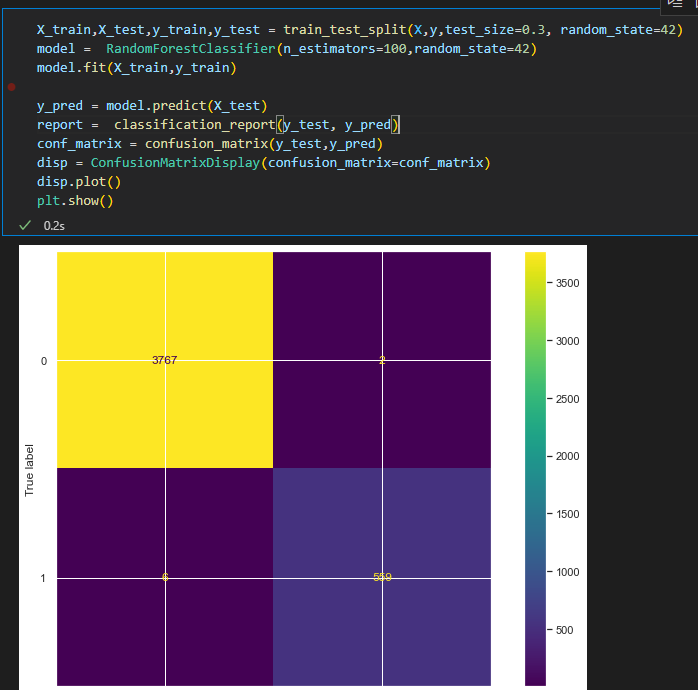 X_train,X_test,y_train,y_test = train_test_split(X,y,test_size=0.3, random_state=42)
model =  RandomForestClassifier(n_estimators=100,random_state=42)
model.fit(X_train,y_train)
y_pred = model.predict(X_test)
report =  classification_report(y_test, y_pred)
conf_matrix = confusion_matrix(y_test,y_pred)
disp = ConfusionMatrixDisplay(confusion_matrix=conf_matrix)
disp.plot()
plt.show()
0.2s
3500
3000
2500
2000
1500
1000
500
0
3767
2
True label
1
6
559